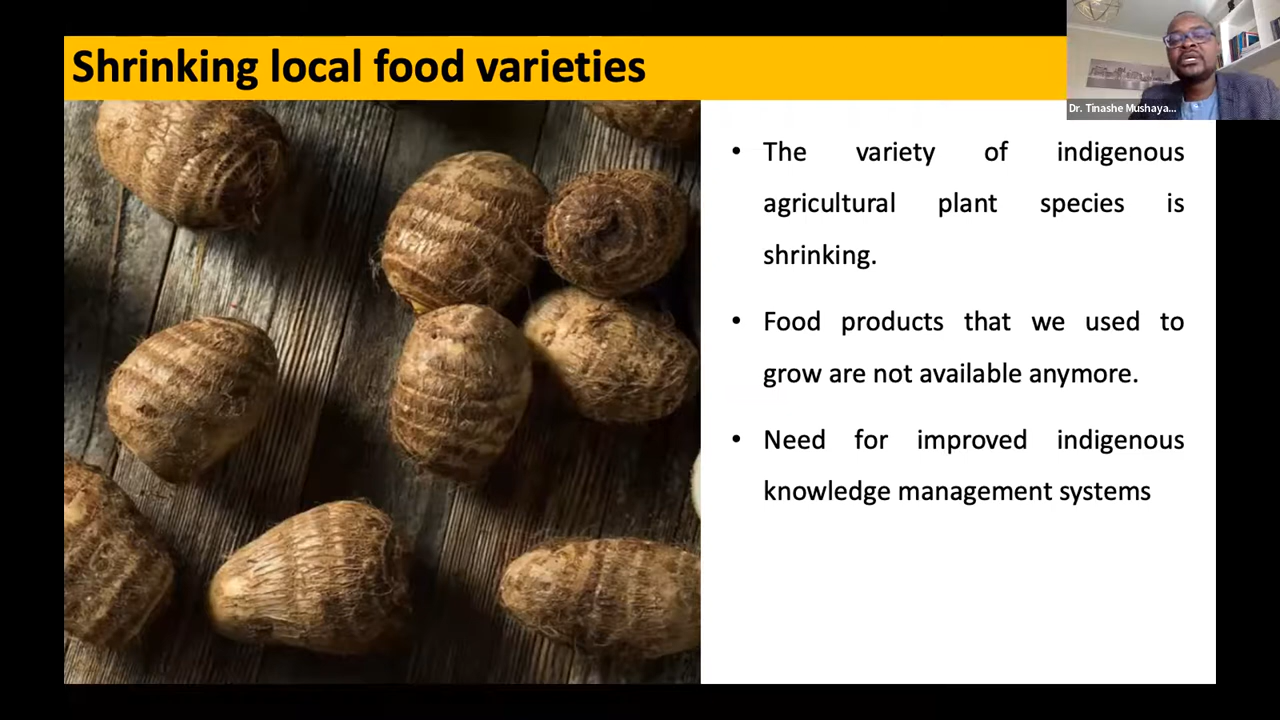 Shrinking local food varieties
Dr. Tinashe Mushaya...
• The variety of indigenous
agricultural plant species is
shrinking.
• Food products that we used to
grow are not available anymore.
• Need for improved indigenous
knowledge management systems